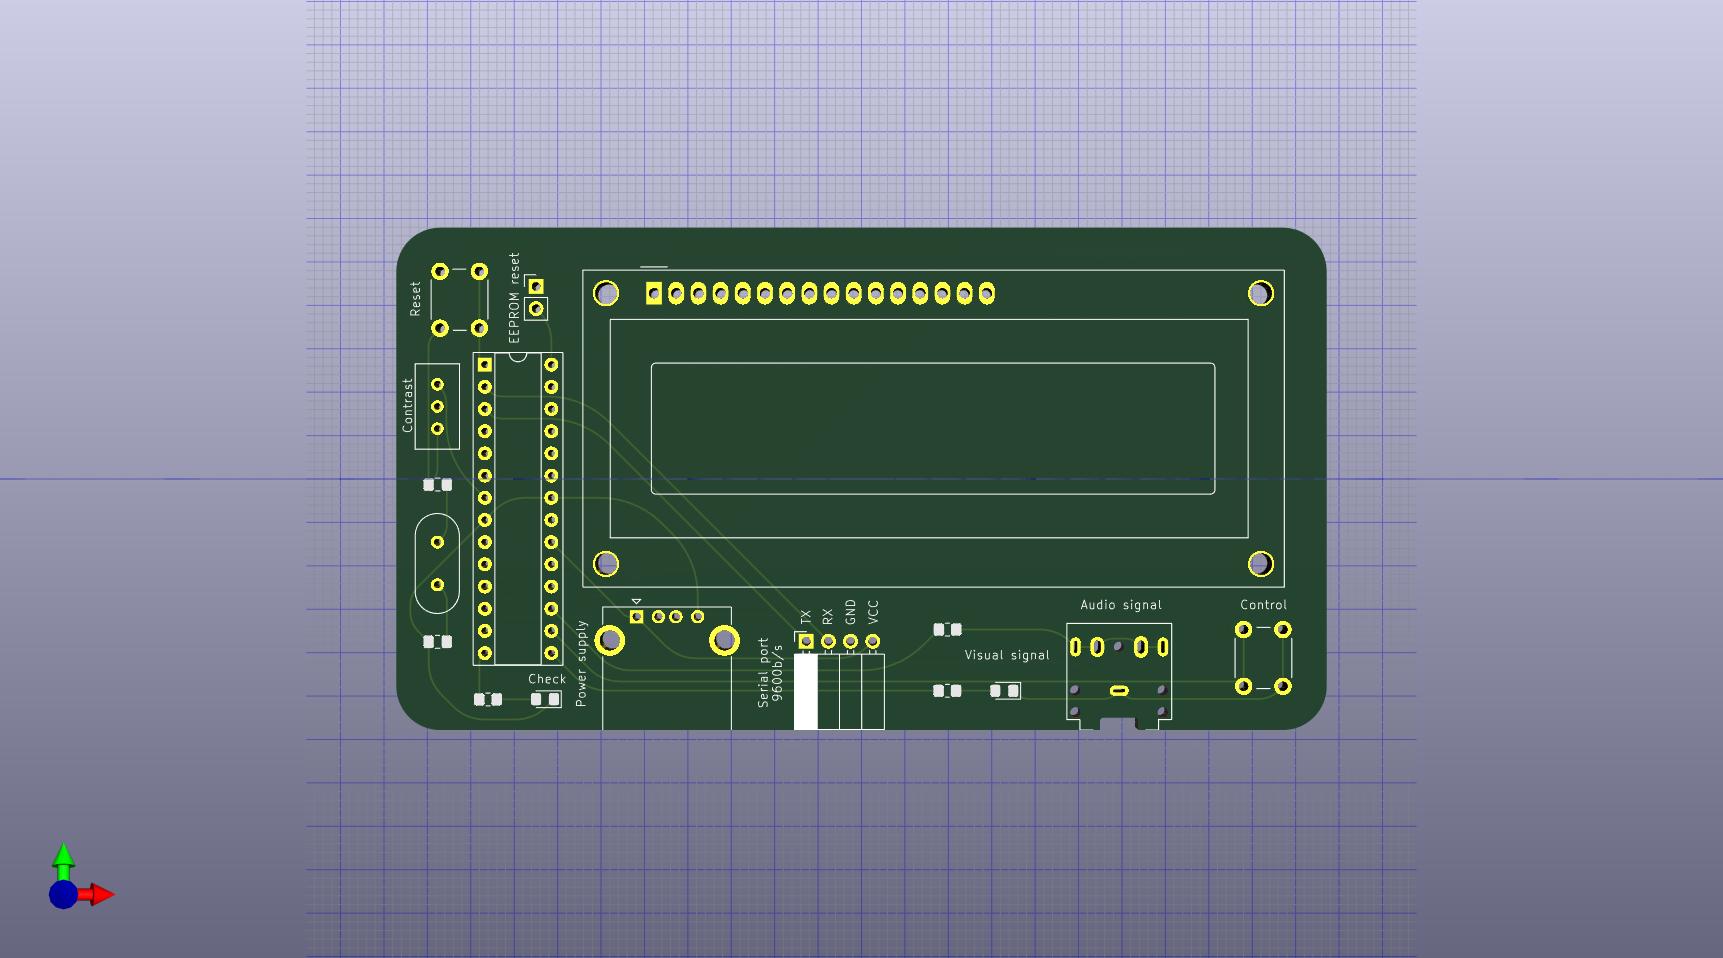 Reset
EEPROM reset
Contrast
Check
Power supply
Serial port
9600b/s
TX
RX
GND
VCC
Visual signal
Audio signal
Control